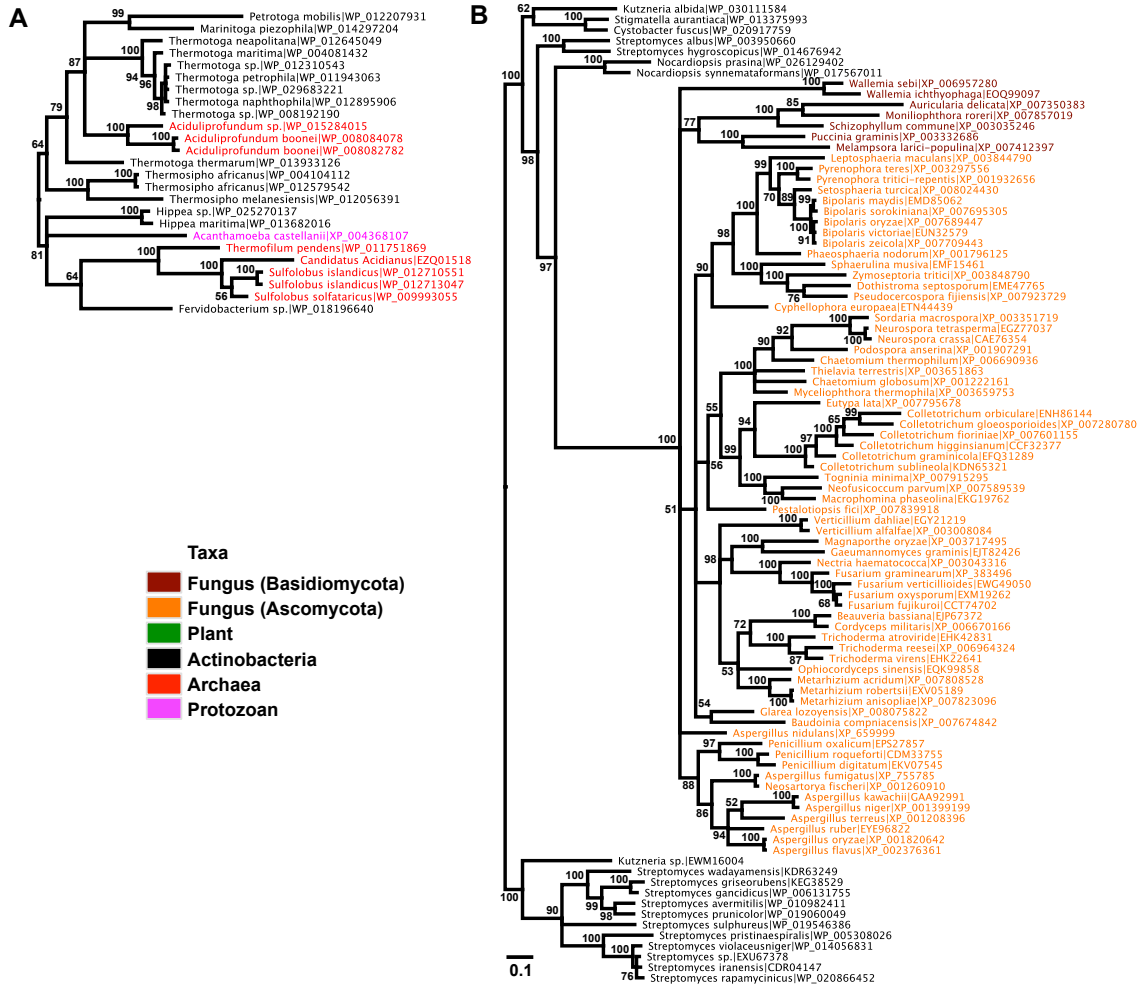 A
99
Petrotoga mobilis|WP_012207931
Marinitoga piezophila|WP_014297204
87
100
Thermotoga neapolitana|WP_012645049
Thermotoga maritima|WP_004081432
94
Thermotoga sp.|WP_012310543
96
Thermotoga petrophila|WP_011943063
Thermotoga sp.|WP_029683221
98
Thermotoga naphthophila|WP_012895906
Thermotoga sp.|WP_008192190
79
100
Aciduliprofundum sp.|WP_015284015
100
Aciduliprofundum boonei|WP_008084078
Aciduliprofundum boonei|WP_008082782
64
Thermotoga thermarum|WP_013933126
100
100
Thermosipho africanus|WP_004104112
Thermosipho africanus|WP_012579542
Thermosipho melanesiensis|WP_012056391
100
Hippea sp.|WP_025270137
Hippea maritima|WP_013682016
81
Acanthamoeba castellanii|XP_004368107
100
Thermofilum pendens|WP_011751869
64
100
Candidatus Acidianus|EZQ01518
100
Sulfolobus islandicus|WP_012710551
Sulfolobus islandicus|WP_012713047
56
Sulfolobus solfataricus|WP_009993055
Fervidobacterium sp.|WP_018196640
Taxa
Fungus (Basidiomycota)
Fungus (Ascomycota)
Plant
Actinobacteria
Archaea
Protozoan
B
62
Kutzneria albida|WP_030111584
100
Stigmatella aurantiaca|WP_013375993
Cystobacter fuscus|WP_020917759
100
100
Streptomyces albus|WP_003950660
Streptomyces hygroscopicus|WP_014676942
98
100
Nocardiopsis prasina|WP_026129402
Nocardiopsis synnemataformans|WP_017567011
97
100
100
Wallemia sebi|XP_006957280
Wallemia ichthyophaga|EOQ99097
77
100
85
Auricularia delicata|XP_007350383
Moniliophthora roreri|XP_007857019
Schizophyllum commune|XP_003035246
100
Puccinia graminis|XP_003332686
Melampsora larici-populina|XP_007412397
99
Leptosphaeria maculans|XP_003844790
100
Pyrenophora teres|XP_003297556
Pyrenophora tritici-repentis|XP_001932656
70
89
Setosphaeria turcica|XP_008024430
99
Bipolaris maydis|EMD85062
Bipolaris sorokiniana|XP_007695305
100
Bipolaris oryzae|XP_007689447
91
Bipolaris victoriae|EUN32579
Bipolaris zeicola|XP_007709443
98
Phaeosphaeria nodorum|XP_001796125
100
Sphaerulina musiva|EMF15461
100
Zymoseptoria tritici|XP_003848790
76
Dothistroma septosporum|EME47765
Pseudocercospora fijiensis|XP_007923729
90
Cyphellophora europaea|ETN44439
100
Sordaria macrospora|XP_003351719
100
Neurospora tetrasperma|EGZ77037
Neurospora crassa|CAE76354
92
90
Podospora anserina|XP_001907291
Chaetomium thermophilum|XP_006690936
100
Thielavia terrestris|XP_003651863
Chaetomium globosum|XP_001222161
Myceliophthora thermophila|XP_003659753
55
94
Eutypa lata|XP_007795678
99
Colletotrichum orbiculare|ENH86144
65
Colletotrichum gloeosporioides|XP_007280780
100
Colletotrichum fioriniae|XP_007601155
97
Colletotrichum higginsianum|CCF32377
100
Colletotrichum graminicola|EFQ31289
Colletotrichum sublineola|KDN65321
99
56
100
Togninia minima|XP_007915295
Neofusicoccum parvum|XP_007589539
100
Macrophomina phaseolina|EKG19762
Pestalotiopsis fici|XP_007839918
51
100
Verticillium dahliae|EGY21219
Verticillium alfalfae|XP_003008084
98
100
Magnaporthe oryzae|XP_003717495
Gaeumannomyces graminis|EJT82426
100
Nectria haematococca|XP_003043316
100
Fusarium graminearum|XP_383496
100
Fusarium verticillioides|EWG49050
Fusarium oxysporum|EXM19262
68
Fusarium fujikuroi|CCT74702
72
100
Beauveria bassiana|EJP67372
Cordyceps militaris|XP_006670166
100
Trichoderma atroviride|EHK42831
Trichoderma reesei|XP_006964324
87
Trichoderma virens|EHK22641
53
Ophiocordyceps sinensis|EQK99858
100
Metarhizium acridum|XP_007808528
Metarhizium robertsii|EXV05189
100
Metarhizium anisopliae|XP_007823096
54
Glarea lozoyensis|XP_008075822
Baudoinia compniacensis|XP_007674842
Aspergillus nidulans|XP_659999
97
Penicillium oxalicum|EPS27857
100
Penicillium roqueforti|CDM33755
Penicillium digitatum|EKV07545
88
100
Aspergillus fumigatus|XP_755785
Neosartorya fischeri|XP_001260910
86
52
100
Aspergillus kawachii|GAA92991
Aspergillus niger|XP_001399199
Aspergillus terreus|XP_001208396
94
Aspergillus ruber|EYE96822
100
Aspergillus oryzae|XP_001820642
Aspergillus flavus|XP_002376361
100
Kutzneria sp.|EWM16004
100
Streptomyces wadayamensis|KDR63249
100
Streptomyces griseorubens|KEG38529
Streptomyces gancidicus|WP_006131755
99
Streptomyces avermitilis|WP_010982411
98
Streptomyces prunicolor|WP_019060049
90
Streptomyces sulphureus|WP_019546386
100
Streptomyces pristinaespiralis|WP_005308026
100
Streptomyces violaceusniger|WP_014056831
Streptomyces sp.|EXU67378
Streptomyces iranensis|CDR04147
76
Streptomyces rapamycinicus|WP_020866452
0.1